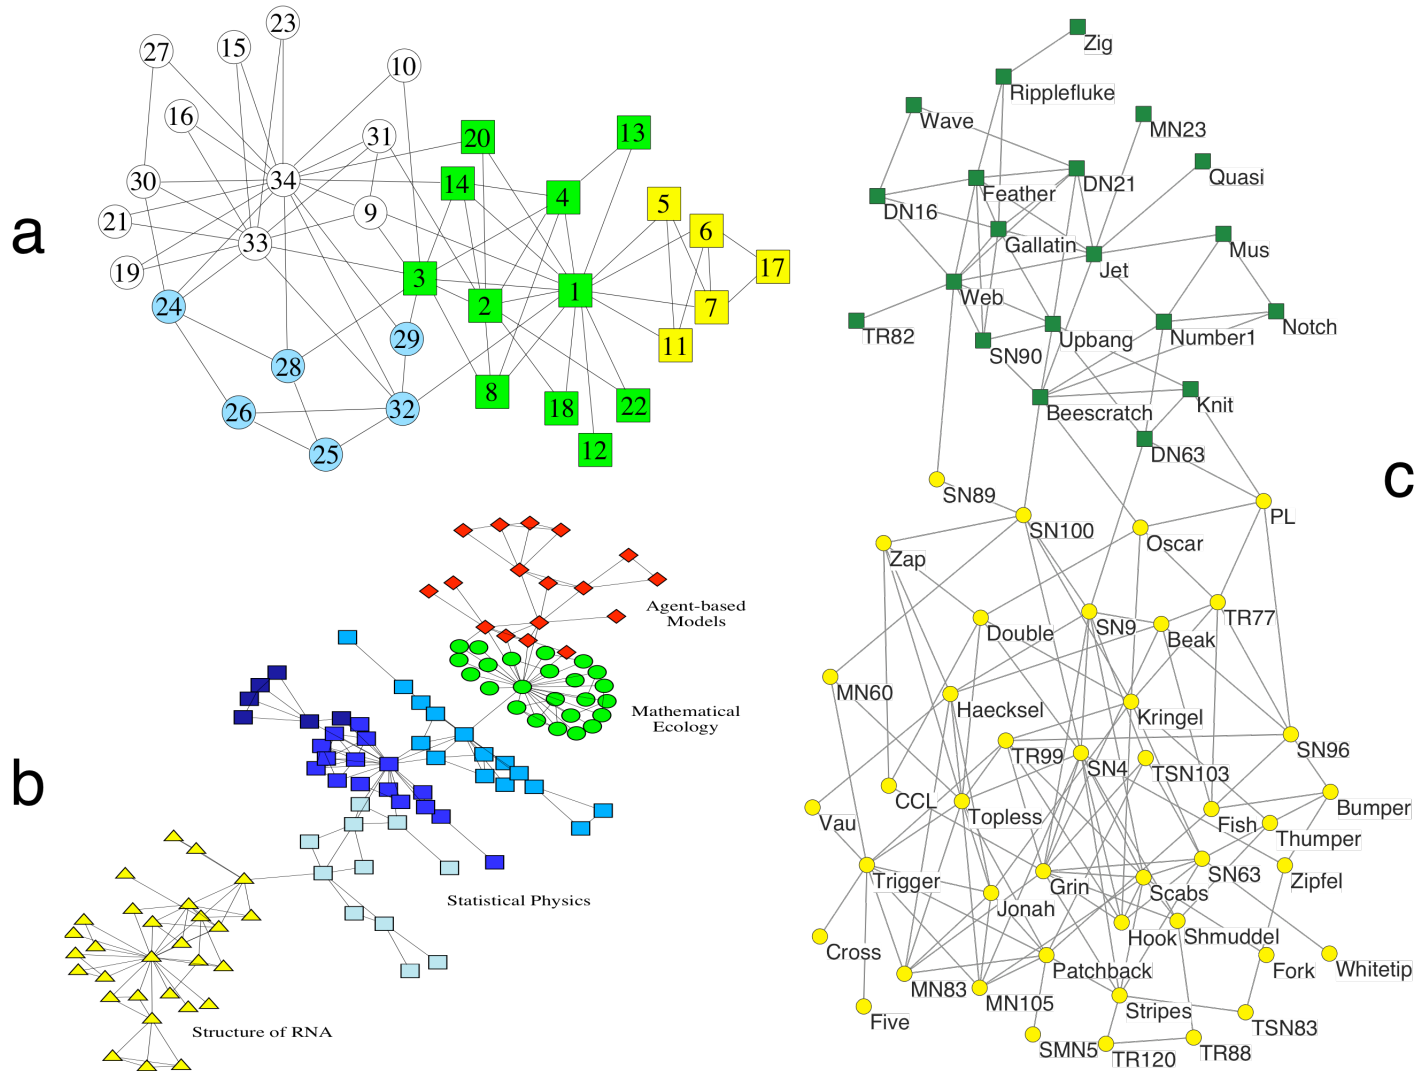 a
23
27
15
10
16
31
20
13
34
14
4
30
5
9
21
6
33
17
19
3
1
2
24
7
29
11
28
8
22
32
18
26
12
25
b
Agent-based
Models
Mathematical
Ecology
Statistical Physics
Structure of RNA
c
Zig
Ripplefluke
Wave
MN23
Quasi
DN21
Feather
DN16
Gallatin
Mus
Jet
Web
Notch
TR82
Upbang
Number1
SN90
Knit
Beescratch
DN63
SN89
PL
SN100
Oscar
Zap
TR77
SN9
Double
Beak
MN60
Haecksel
Kringel
SN96
TR99
SN4
TSN103
CCL
Bumper
Topless
Vau
Fish
Thumper
SN63
Trigger
Grin
Scabs
Zipfel
Jonah
Hook
Shmuddel
Cross
Patchback
Fork
Whitetip
MN83
MN105
Stripes
Five
TSN83
SMN5
TR120
TR88